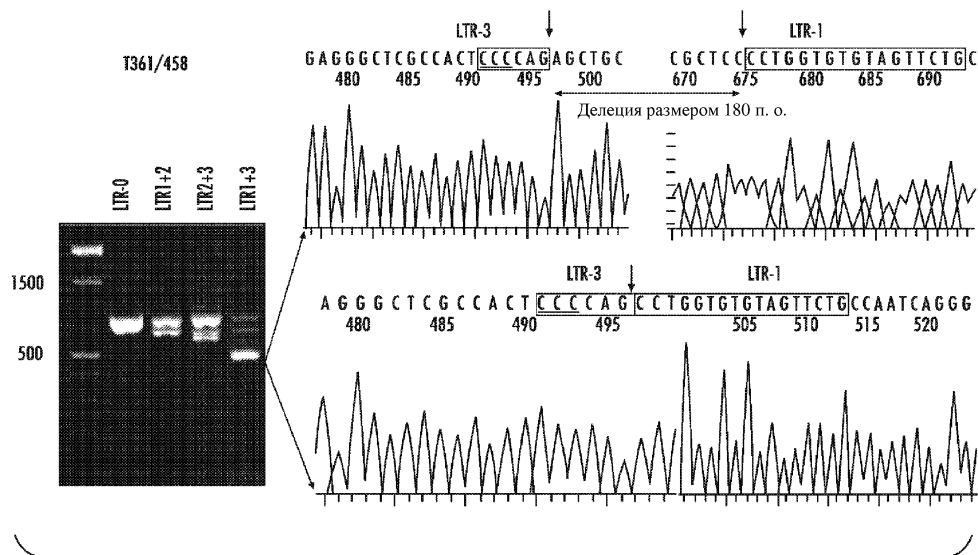 LTR-3
LTR-1
T361/458
GAGGGCTCGCCACTCCCCAGAGCTGC
CGCTCCCCTGGTGTGTAGTTCTGC
480 485 490 495 500
670 675 680 685 690
Делеция размером 180 п. о.
LTR-0
LTR1+2
LTR2+3
LTR1+3
1500
500
LTR-3
LTR-1
AGGGCTCGCCACTCCCCAGCCTGGTGTGTAGTTCTGCCAATCAGGG
480 485 490 495 505 510 515 520